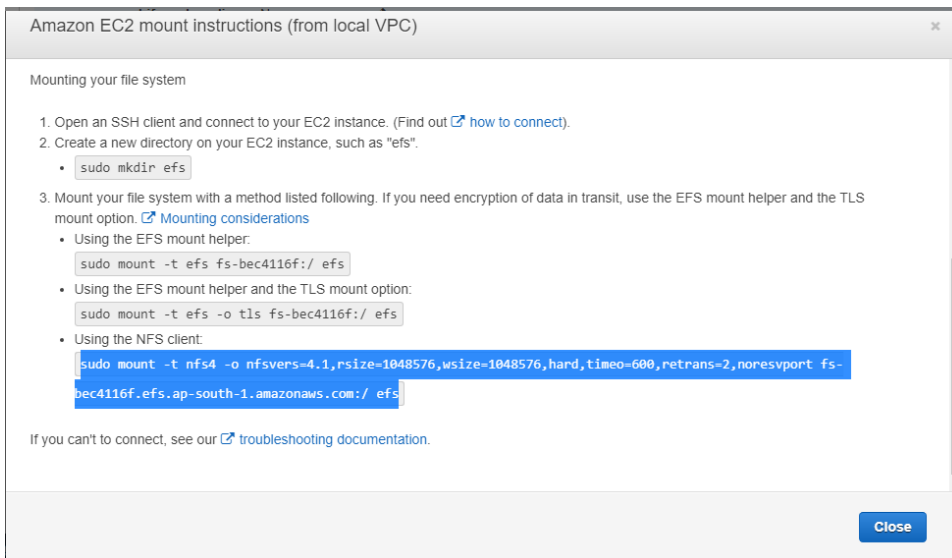 Amazon EC2 mount instructions (from local VPC)
×
Mounting your file system
1. Open an SSH client and connect to your EC2 instance. (Find out how to connect).
2. Create a new directory on your EC2 instance, such as "efs".
• sudo mkdir efs
3. Mount your file system with a method listed following. If you need encryption of data in transit, use the EFS mount helper and the TLS
mount option. Mounting considerations
• Using the EFS mount helper:
sudo mount -t efs fs-bec4116f:/ efs
• Using the EFS mount helper and the TLS mount option:
sudo mount -t efs -o tls fs-bec4116f:/ efs
• Using the NFS client:
sudo mount -t nfs4 -o nfsvers=4.1,rsize=1048576,wsize=1048576,hard,timeo=600,retrans=2,noresvport fs-
bec4116f.efs.ap-south-1.amazonaws.com:/ efs
If you can't to connect, see our troubleshooting documentation.
Close